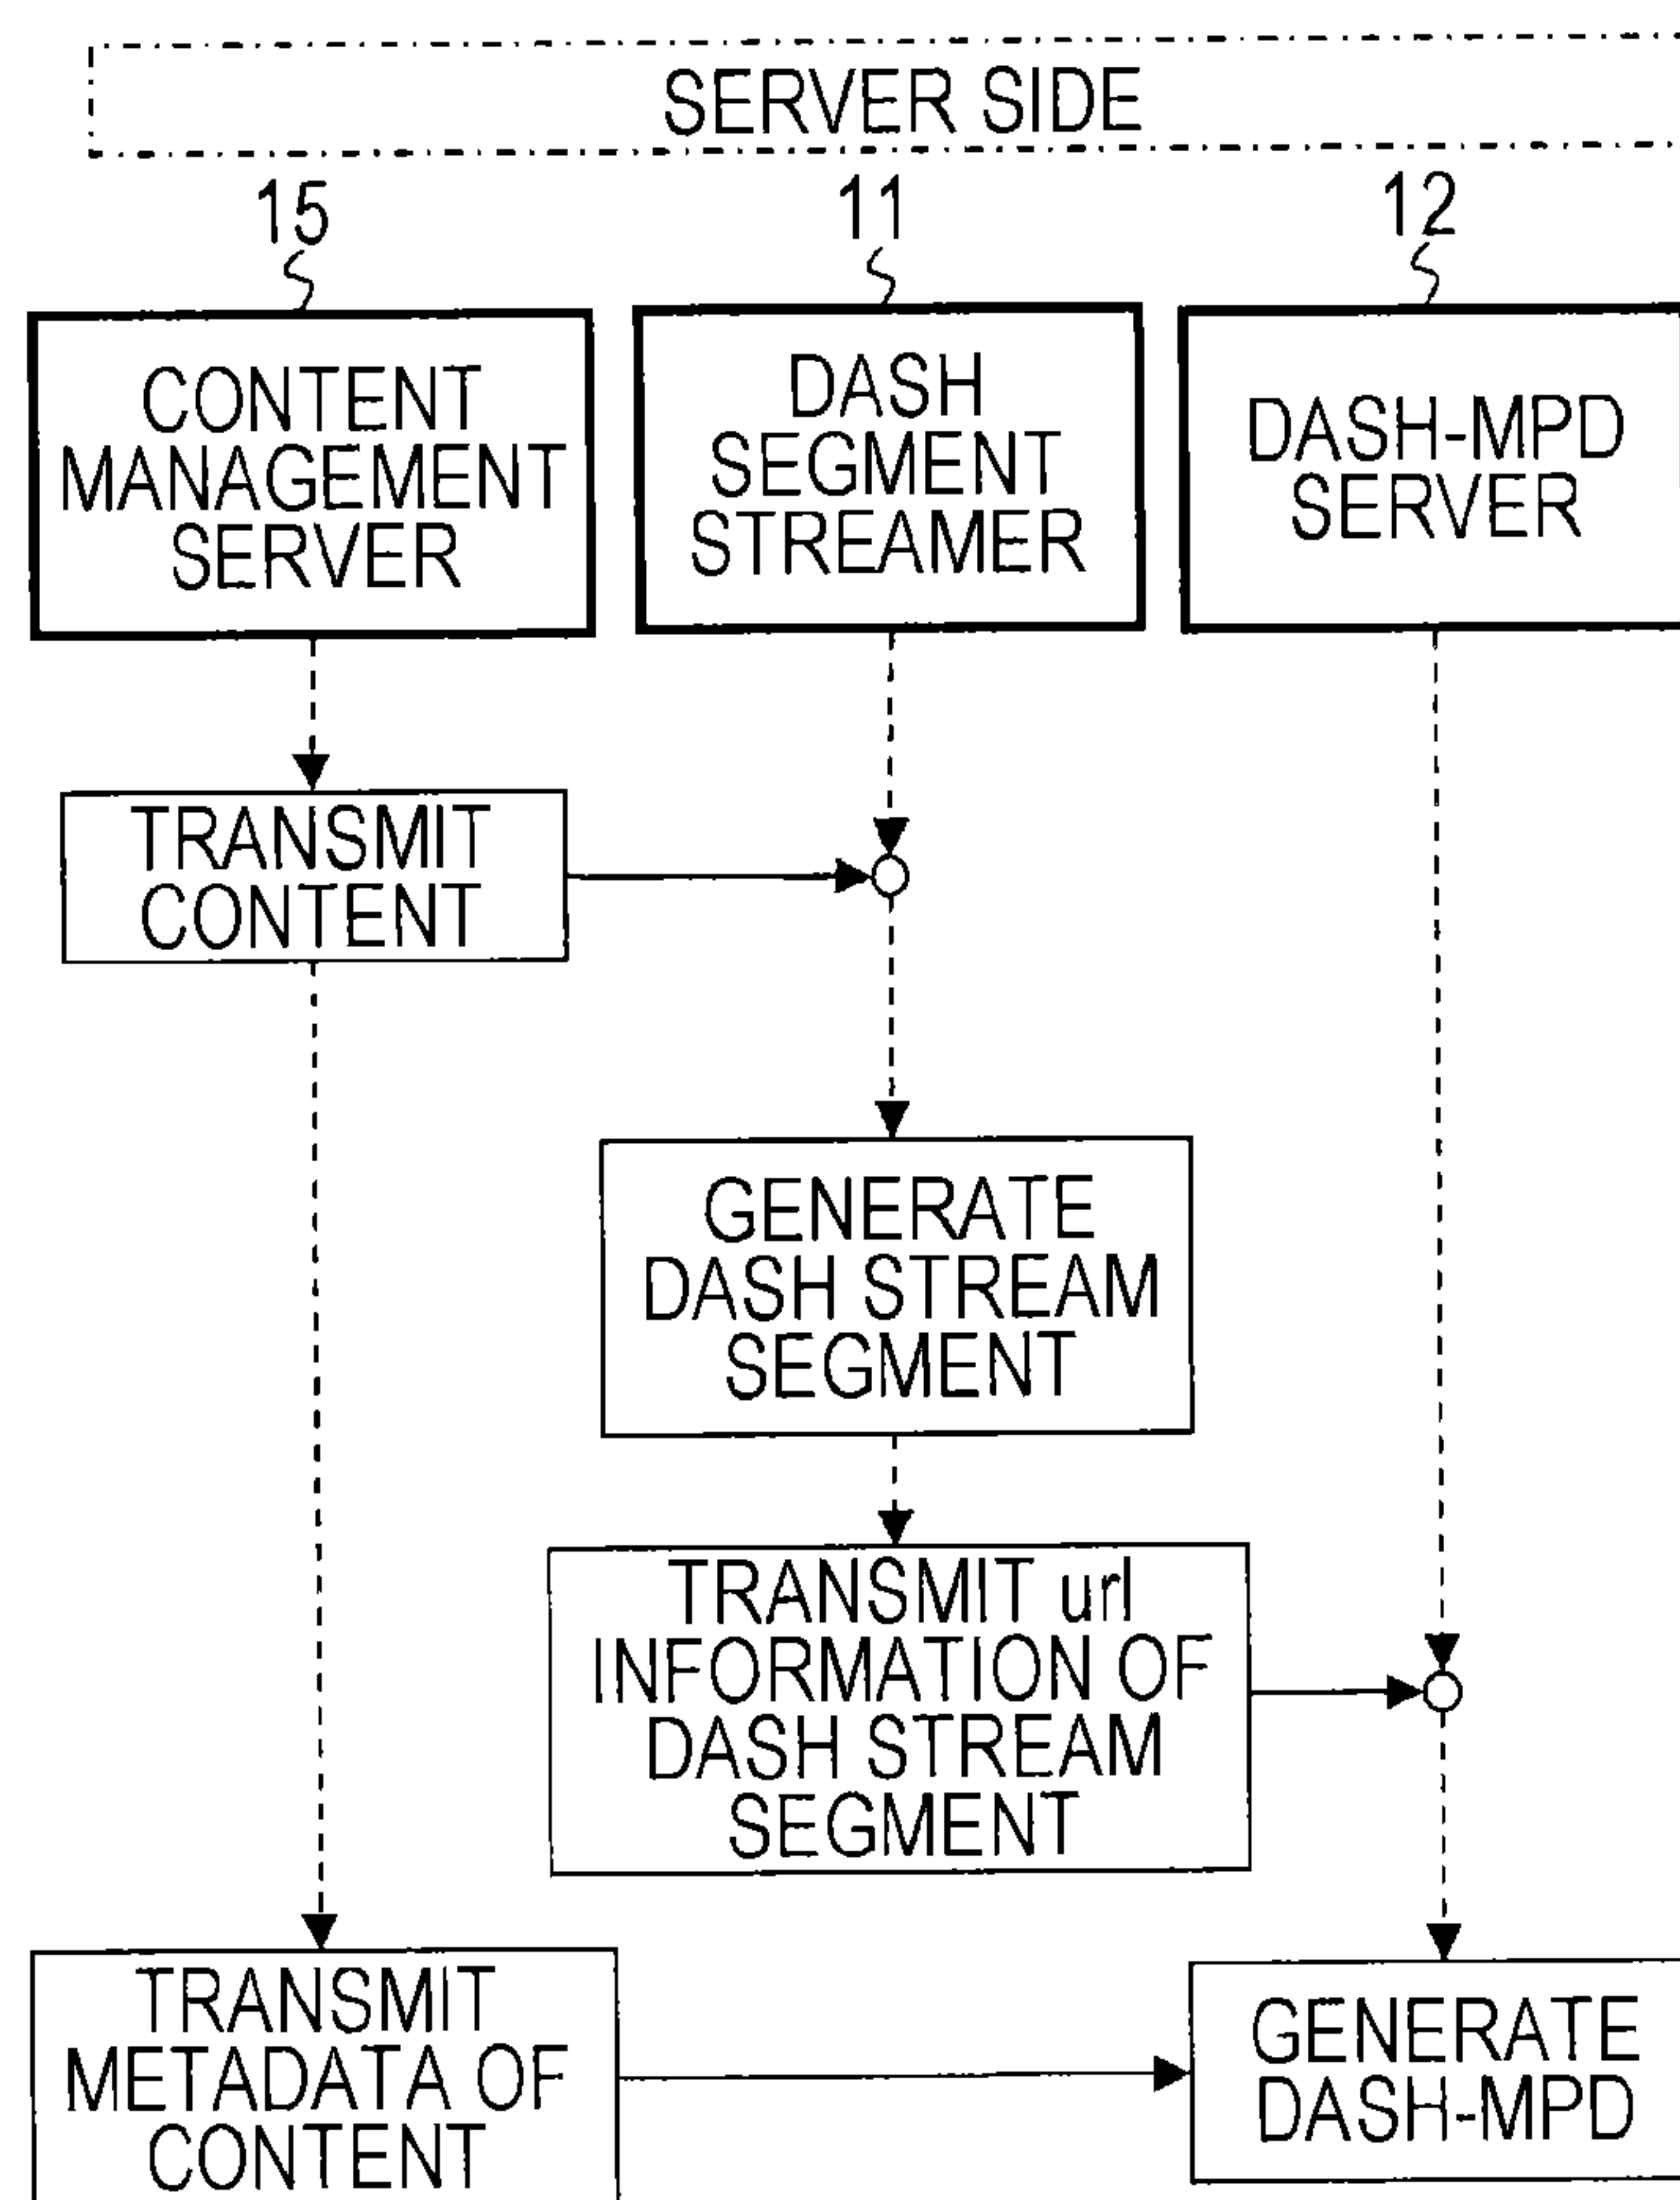 SERVER SIDE
15
11
12
CONTENT
MANAGEMENT
SERVER
DASH
SEGMENT
STREAMER
DASH-MPD
SERVER
TRANSMIT
CONTENT
GENERATE
DASH STREAM
SEGMENT
TRANSMIT url
INFORMATION OF
DASH STREAM
SEGMENT
TRANSMIT
METADATA OF
CONTENT
GENERATE
DASH-MPD